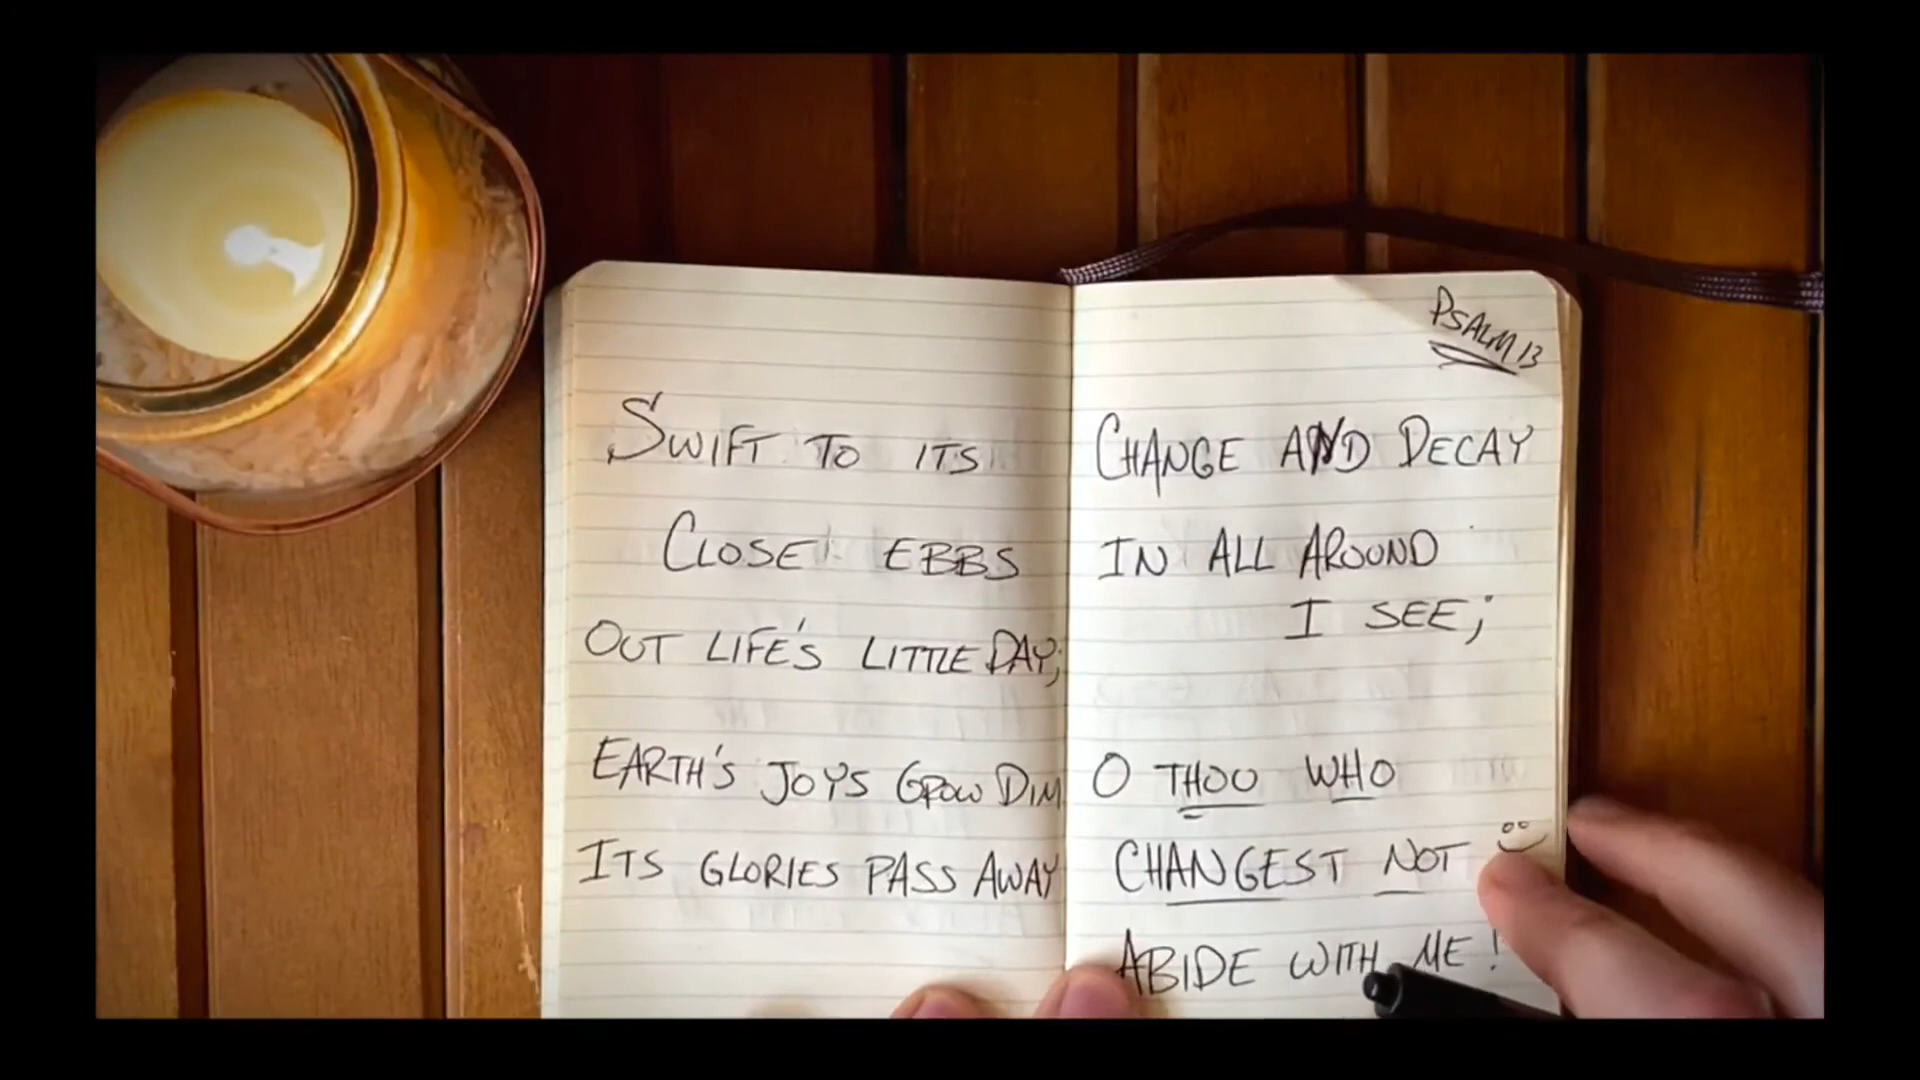 SWIFT TO ITS
CLOSE EBBS
OUT LIFE'S LITTLE DAY;
EARTH'S JOYS GROW DIM
ITS GLORIES PASS AWAY
PSALM 13
CHANGE AND DECAY
IN ALL AROUND
I SEE;
O THOU WHO
CHANGEST NOT
ABIDE WITH ME!